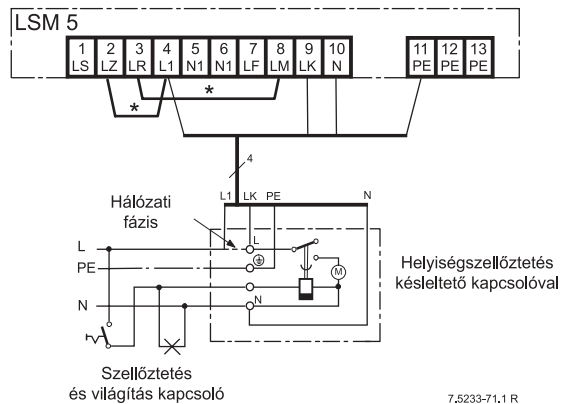 LSM 5
1 2 3 4 5 6 7 8 9 10 11 12 13
LS LZ LR L1 N1 N1 LF LM LK N PE PE PE
* *
4
L1 LK PE N
Hálózati
fázis
L
L
PE
M
N
N
Helyiségszellőztetés
késleltető kapcsolóval
Szellőztetés
és világítás kapcsoló
7.5233-71.1 R